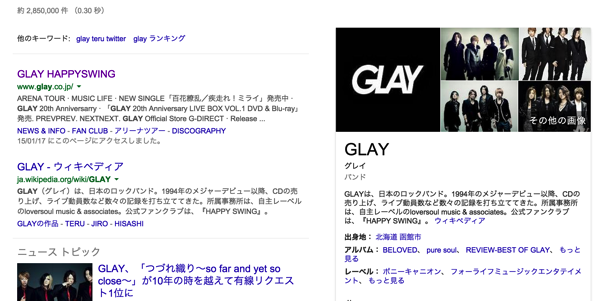 約 2,850,000 件 （0.30 秒）
他のキーワード: glay teru twitter glay ランキング
GLAY HAPPYSWING
www.glay.co.jp/
ARENA TOUR · MUSIC LIFE · NEW SINGLE「百花繚乱／疾走れ！ミライ」発売中 ·
GLAY 20th Anniversarry · 「GLAY 20th Anniversary LIVE BOX VOL.1 DVD & Blu-ray」
発売. PREVPREV. NEXTNEXT. GLAY Official Store G-DIRECT · Release ...
NEWS & INFO - FAN CLUB - アリーナツアー - DISCOGRAPHY
15/01/17 にこのページにアクセスしました。
GLAY - ウィキペディア
ja.wikipedia.org/wiki/GLAY
GLAY（グレイ）は、日本のロックバンド。1994年のメジャーデビュー以降、CDの売
り上げ、ライブ動員数など数々の記録を打ち立ててきた。所属事務所は、自主レーベル
のloversoul music & associates。公式ファンクラブは、『HAPPY SWING』。
GLAYの作品 - TERU - JIRO - HISASHI
ニュース トピック
GLAY、「つづれ織り〜so far and yet so
close〜」が10年の時を越えて有線リクエ
スト1位に
GLAY
その他の画像
GLAY
グレイ
バンド
GLAYは、日本のロックバンド。1994年のメジャーデビュー以降、CDの
売り上げ、ライブ動員数など数々の記録を打ち立ててきた。所属事務所
は、自主レーベルのloversoul music & associates。公式ファンクラブ
は、『HAPPY SWING』。 ウィキペディア
出身地： 北海道 函館市
アルバム： BELOVED、 pure soul、 REVIEW-BEST OF GLAY、 もっと
見る
レーベル： ポニーキャニオン、 フォーライフミュージックエンタテイメ
ント、 もっと見る